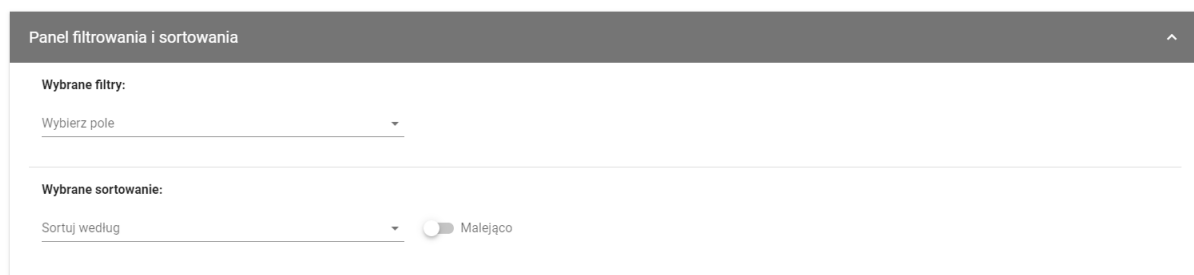 Panel filtrowania i sortowania
Wybrane filtry:
Wybierz pole
Wybrane sortowanie:
Sortuj według
Malejąco